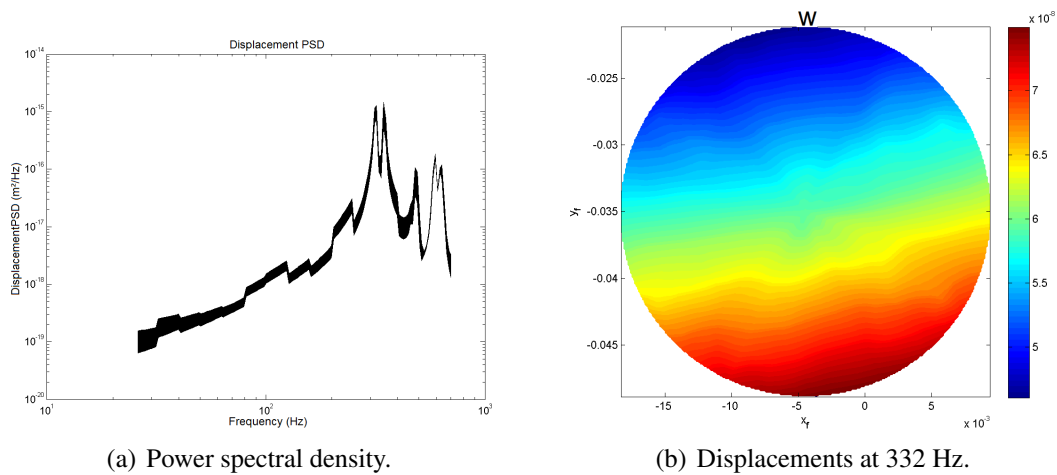 Displacement PSD
10^-14
10^-15
10^-16
10^-17
10^-18
10^-19
10^-20
DisplacementPSD (m²/Hz)
10^1
10^2
10^3
Frequency (Hz)
(a) Power spectral density.
W
-0.025
-0.03
-0.035
-0.04
-0.045
y_f
-15
-10
-5
0
5
x 10^-3
x_f
x 10^-8
7
6.5
6
5.5
5
(b) Displacements at 332 Hz.